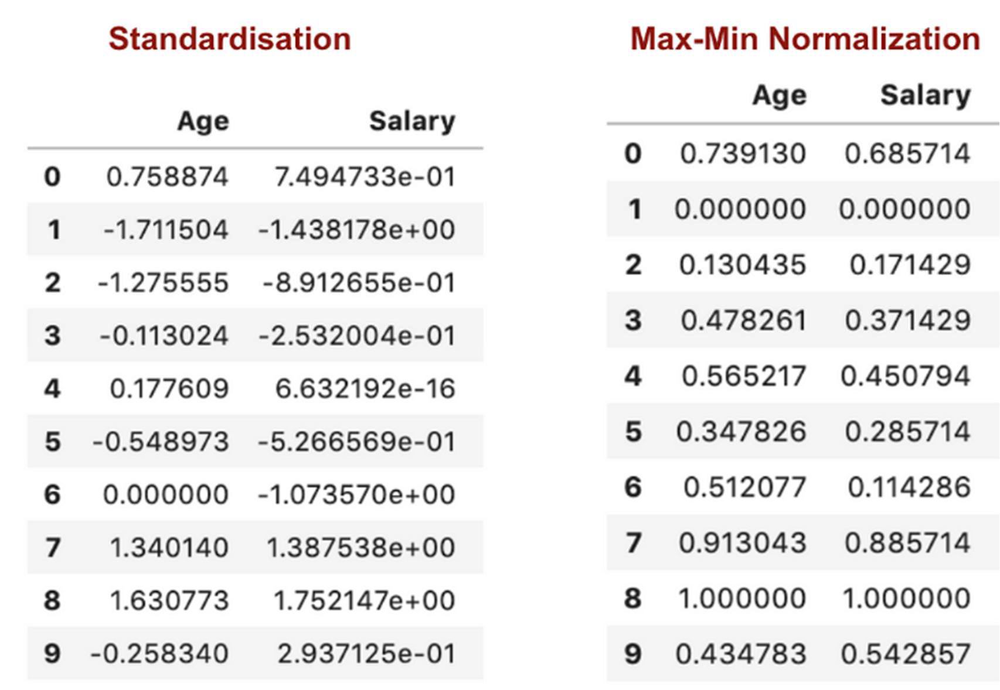 Standardisation
Age Salary
0 0.758874 7.494733e-01
1 -1.711504 -1.438178e+00
2 -1.275555 -8.912655e-01
3 -0.113024 -2.532004e-01
4 0.177609 6.632192e-16
5 -0.548973 -5.266569e-01
6 0.000000 -1.073570e+00
7 1.340140 1.387538e+00
8 1.630773 1.752147e+00
9 -0.258340 2.937125e-01
Max-Min Normalization
Age Salary
0 0.739130 0.685714
1 0.000000 0.000000
2 0.130435 0.171429
3 0.478261 0.371429
4 0.565217 0.450794
5 0.347826 0.285714
6 0.512077 0.114286
7 0.913043 0.885714
8 1.000000 1.000000
9 0.434783 0.542857